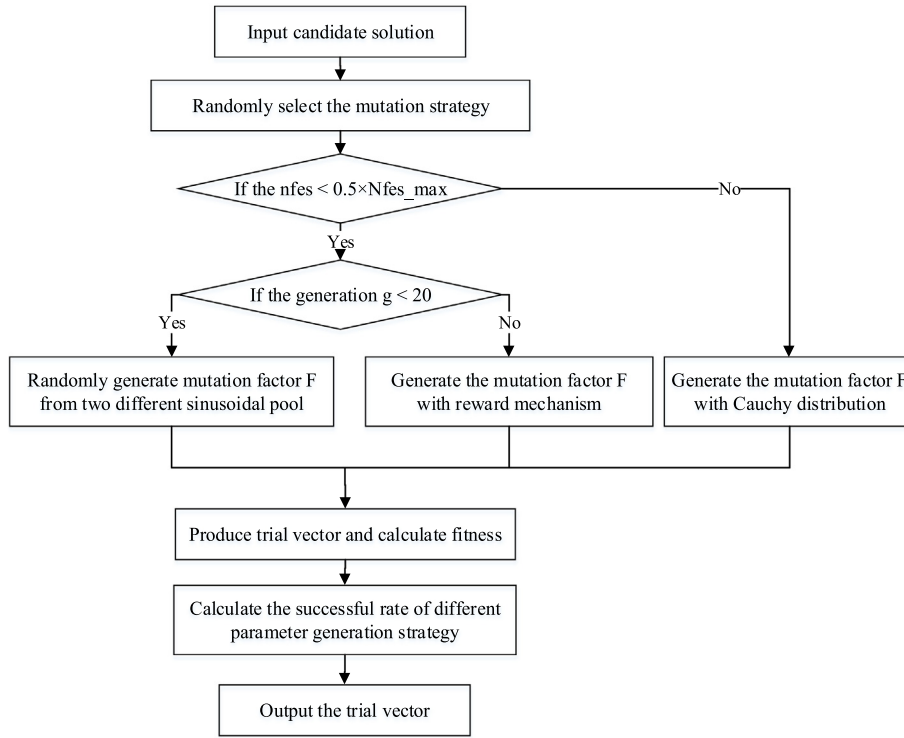 Input candidate solution
Randomly select the mutation strategy
If the nfes < 0.5×Nfes_max
No
Yes
If the generation g < 20
Yes
No
Randomly generate mutation factor F
from two different sinusoidal pool
Generate the mutation factor F
with reward mechanism
Generate the mutation factor F
with Cauchy distribution
Produce trial vector and calculate fitness
Calculate the successful rate of different
parameter generation strategy
Output the trial vector